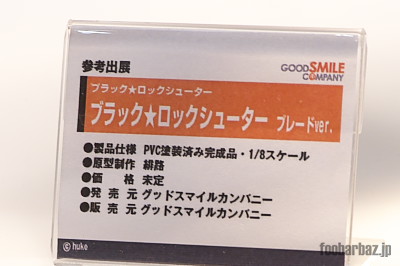 参考出展
GOOD SMILE COMPANY
ブラック★ロックシューター
ブラック★ロックシューター ブレードver.
●製品仕様 PVC塗装済み完成品・1/8スケール
●原型制作 緋路
●価 格 未定
●発 売 元 グッドスマイルカンパニー
●販 売 元 グッドスマイルカンパニー
©huke
foobarbaz.jp